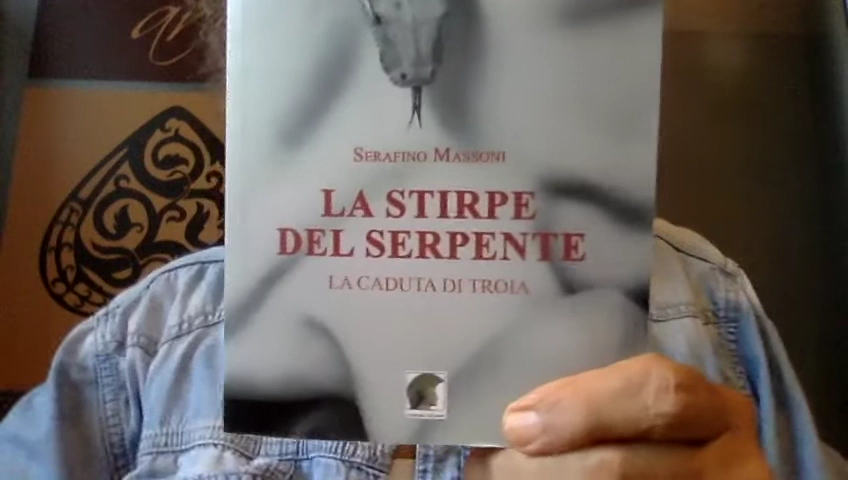 SERAFINO MASSONI
LA STIRPE
DEL SERPENTE
LA CADUTA DI TROIA